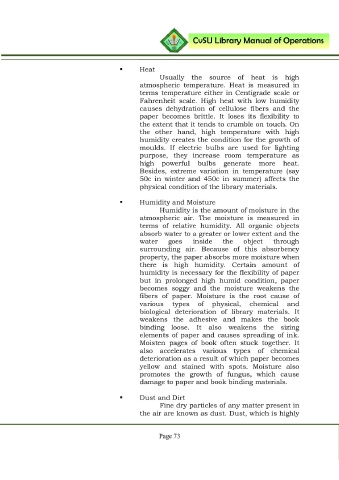 CvSU Library Manual of Operations
• Heat
Usually the source of heat is high
atmospheric temperature. Heat is measured in
terms temperature either in Centigrade scale or
Fahrenheit scale. High heat with low humidity
causes dehydration of cellulose fibers and the
paper becomes brittle. It loses its flexibility to
the extent that it tends to crumble on touch. On
the other hand, high temperature with high
humidity creates the condition for the growth of
moulds. If electric bulbs are used for lighting
purpose, they increase room temperature as
high powerful bulbs generate more heat.
Besides, extreme variation in temperature (say
50c in winter and 450c in summer) affects the
physical condition of the library materials.
• Humidity and Moisture
Humidity is the amount of moisture in the
atmospheric air. The moisture is measured in
terms of relative humidity. All organic objects
absorb water to a greater or lower extent and the
water goes inside the object through
surrounding air. Because of this absorbency
property, the paper absorbs more moisture when
there is high humidity. Certain amount of
humidity is necessary for the flexibility of paper
but in prolonged high humid condition, paper
becomes soggy and the moisture weakens the
fibers of paper. Moisture is the root cause of
various types of physical, chemical and
biological deterioration of library materials. It
weakens the adhesive and makes the book
binding loose. It also weakens the sizing
elements of paper and causes spreading of ink.
Moisten pages of book often stuck together. It
also accelerates various types of chemical
deterioration as a result of which paper becomes
yellow and stained with spots. Moisture also
promotes the growth of fungus, which cause
damage to paper and book binding materials.
• Dust and Dirt
Fine dry particles of any matter present in
the air are known as dust. Dust, which is highly
Page 73